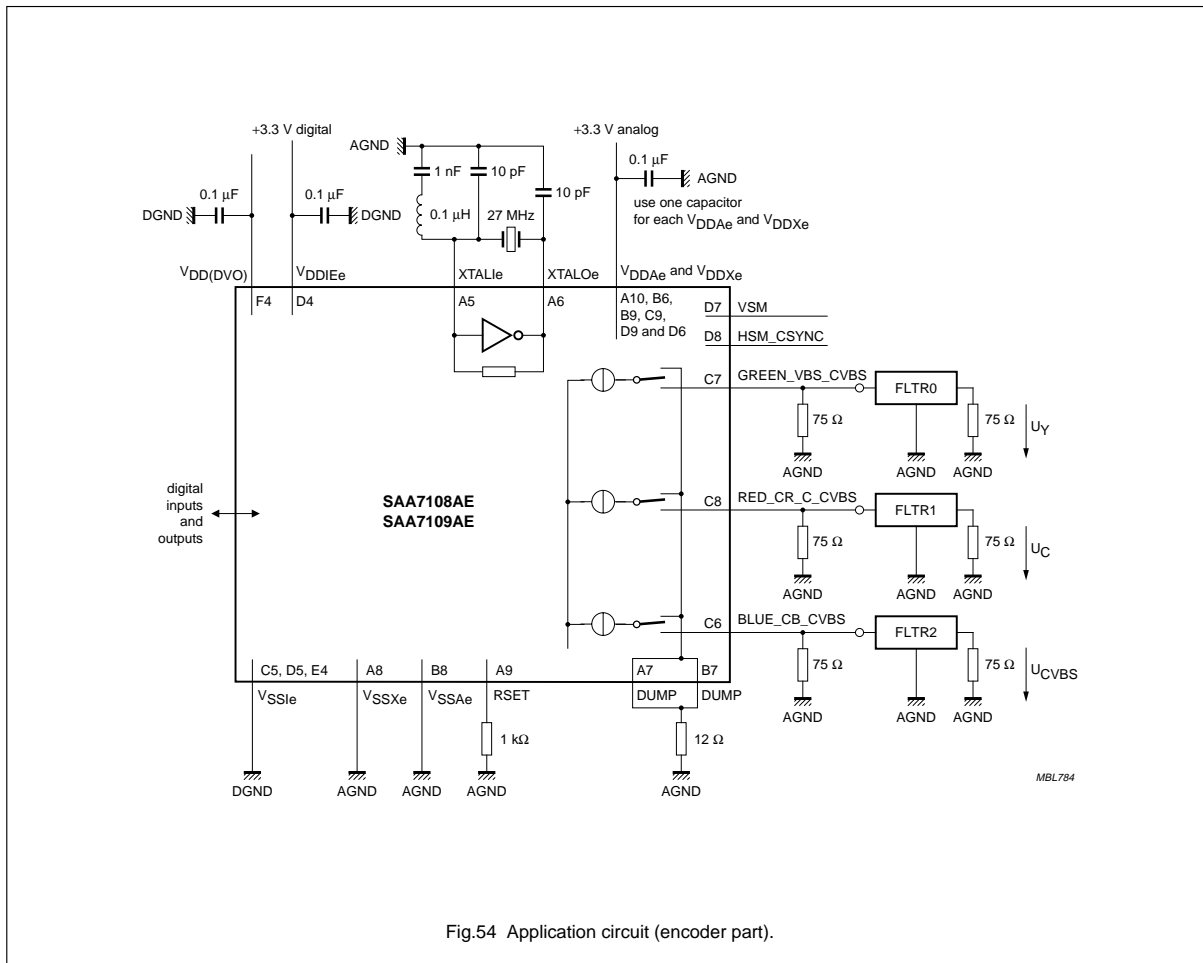 +3.3 V digital
+3.3 V analog
AGND
1 nF
10 pF
0.1 μF
AGND
0.1 μF
0.1 μF
10 pF
use one capacitor
for each VDDAe and VDDXe
DGND
DGND
0.1 μH
27 MHz
VDD(DVO)
VDDIEe
XTALIe
XTALOe
VDDAe and VDDXe
F4
D4
A5
A6
A10, B6,
B9, C9,
D9 and D6
D7
VSM
D8
HSM_CSYNC
C7
GREEN_VBS_CVBS
FLTR0
75 Ω
75 Ω
UY
AGND
AGND
AGND
digital
inputs
and
outputs
SAA7108AE
SAA7109AE
C8
RED_CR_C_CVBS
FLTR1
75 Ω
75 Ω
UC
AGND
AGND
AGND
C6
BLUE_CB_CVBS
FLTR2
75 Ω
75 Ω
UCVBS
AGND
AGND
AGND
C5, D5, E4
A8
B8
A9
A7
B7
VSSIe
VSSXe
VSSAe
RSET
DUMP
DUMP
1 kΩ
12 Ω
DGND
AGND
AGND
AGND
AGND
MBL784
Fig.54 Application circuit (encoder part).